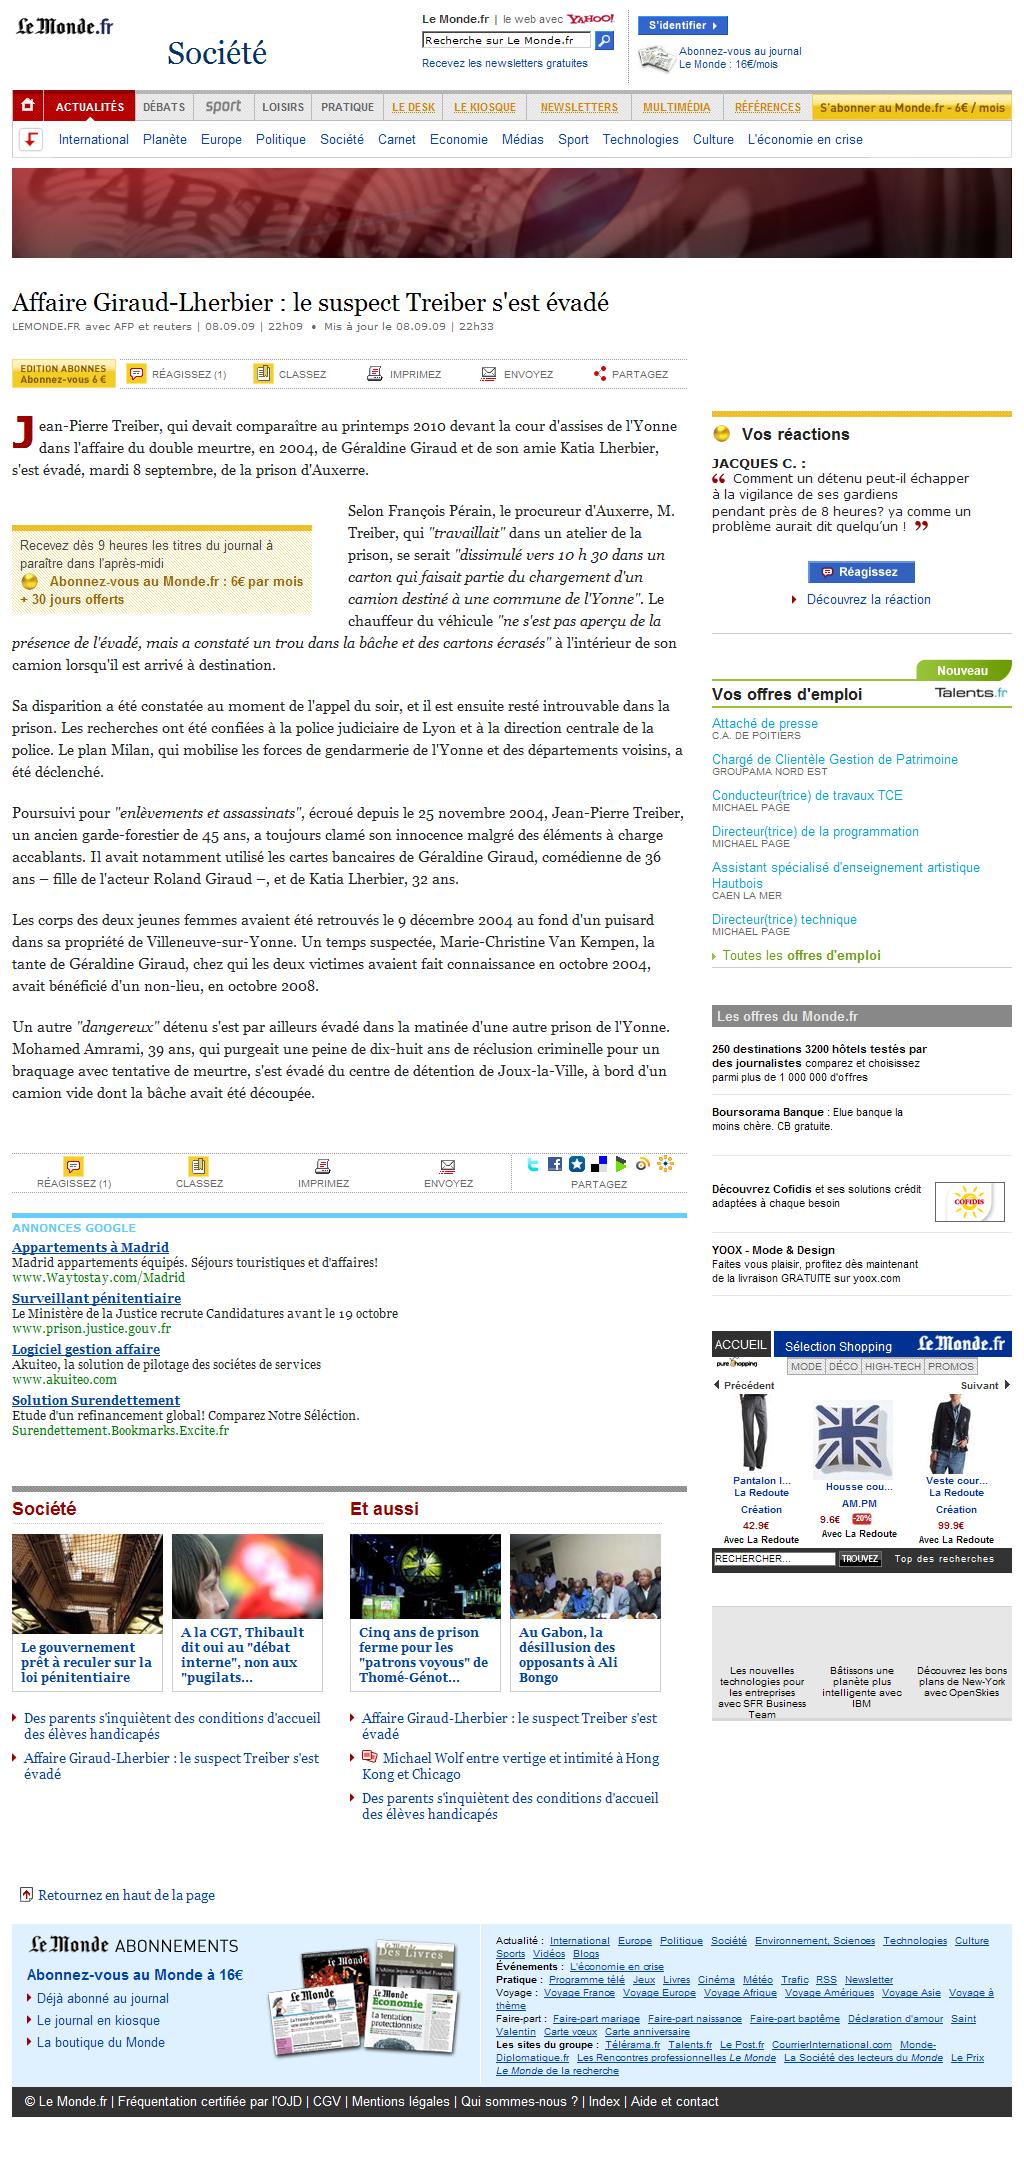 Le Monde.fr
Société
Le Monde.fr | le web avec YAHOO!
Recherche sur Le Monde.fr
Recevez les newsletters gratuites
S'identifier
Abonnez-vous au journal
Le Monde : 16€/mois
ACTUALITÉS DÉBATS sport LOISIRS PRATIQUE LE DESK LE KIOSQUE NEWSLETTERS MULTIMÉDIA RÉFÉRENCES S'abonner au Monde.fr - 6€ / mois
International Planète Europe Politique Société Carnet Economie Médias Sport Technologies Culture L'économie en crise
CARTE
Affaire Giraud-Lherbier : le suspect Treiber s'est évadé
LEMONDE.FR avec AFP et reuters | 08.09.09 | 22h09 • Mis à jour le 08.09.09 | 22h33
EDITION ABONNES
Abonnez-vous 6 €
RÉAGISSEZ (1) CLASSEZ IMPRIMEZ ENVOYEZ PARTAGEZ
Jean-Pierre Treiber, qui devait comparaître au printemps 2010 devant la cour d'assises de l'Yonne
dans l'affaire du double meurtre, en 2004, de Géraldine Giraud et de son amie Katia Lherbier,
s'est évadé, mardi 8 septembre, de la prison d'Auxerre.
Recevez dès 9 heures les titres du journal à
paraître dans l'après-midi
Abonnez-vous au Monde.fr : 6€ par mois
+ 30 jours offerts
Selon François Pérain, le procureur d'Auxerre, M.
Treiber, qui "travaillait" dans un atelier de la
prison, se serait "dissimulé vers 10 h 30 dans un
carton qui faisait partie du chargement d'un
camion destiné à une commune de l'Yonne". Le
chauffeur du véhicule "ne s'est pas aperçu de la
présence de l'évadé, mais a constaté un trou dans la bâche et des cartons écrasés" à l'intérieur de son
camion lorsqu'il est arrivé à destination.
Sa disparition a été constatée au moment de l'appel du soir, et il est ensuite resté introuvable dans la
prison. Les recherches ont été confiées à la police judiciaire de Lyon et à la direction centrale de la
police. Le plan Milan, qui mobilise les forces de gendarmerie de l'Yonne et des départements voisins, a
été déclenché.
Poursuivi pour "enlèvements et assassinats", écroué depuis le 25 novembre 2004, Jean-Pierre Treiber,
un ancien garde-forestier de 45 ans, a toujours clamé son innocence malgré des éléments à charge
accablants. Il avait notamment utilisé les cartes bancaires de Géraldine Giraud, comédienne de 36
ans – fille de l'acteur Roland Giraud –, et de Katia Lherbier, 32 ans.
Les corps des deux jeunes femmes avaient été retrouvés le 9 décembre 2004 au fond d'un puisard
dans sa propriété de Villeneuve-sur-Yonne. Un temps suspectée, Marie-Christine Van Kempen, la
tante de Géraldine Giraud, chez qui les deux victimes avaient fait connaissance en octobre 2004,
avait bénéficié d'un non-lieu, en octobre 2008.
Un autre "dangereux" détenu s'est par ailleurs évadé dans la matinée d'une autre prison de l'Yonne.
Mohamed Amrami, 39 ans, qui purgeait une peine de dix-huit ans de réclusion criminelle pour un
braquage avec tentative de meurtre, s'est évadé du centre de détention de Joux-la-Ville, à bord d'un
camion vide dont la bâche avait été découpée.
RÉAGISSEZ (1) CLASSEZ IMPRIMEZ ENVOYEZ PARTAGEZ
ANNONCES GOOGLE
Appartements à Madrid
Madrid appartements équipés. Séjours touristiques et d'affaires!
www.Waytostay.com/Madrid
Surveillant pénitentiaire
Le Ministère de la Justice recrute Candidatures avant le 19 octobre
www.prison.justice.gouv.fr
Logiciel gestion affaire
Akuiteo, la solution de pilotage des sociétes de services
www.akuiteo.com
Solution Surendettement
Etude d'un refinancement global! Comparez Notre Séléction.
Surendettement.Bookmarks.Excite.fr
Vos réactions
JACQUES C. :
Comment un détenu peut-il échapper
à la vigilance de ses gardiens
pendant près de 8 heures? ya comme un
problème aurait dit quelqu'un !
Réagissez
Découvrez la réaction
Nouveau
Vos offres d'emploi Talents.fr
Attaché de presse
C.A. DE POITIERS
Chargé de Clientèle Gestion de Patrimoine
GROUPAMA NORD EST
Conducteur(trice) de travaux TCE
MICHAEL PAGE
Directeur(trice) de la programmation
MICHAEL PAGE
Assistant spécialisé d'enseignement artistique
Hautbois
CAEN LA MER
Directeur(trice) technique
MICHAEL PAGE
Toutes les offres d'emploi
Les offres du Monde.fr
250 destinations 3200 hôtels testés par
des journalistes comparez et choisissez
parmi plus de 1 000 000 d'offres
Boursorama Banque : Elue banque la
moins chère. CB gratuite.
Découvrez Cofidis et ses solutions crédit
adaptées à chaque besoin
COFIDIS
YOOX - Mode & Design
Faites vous plaisir, profitez dès maintenant
de la livraison GRATUITE sur yoox.com
ACCUEIL Sélection Shopping Le Monde.fr
pure shopping MODE DÉCO HIGH-TECH PROMOS
Précédent Suivant
Pantalon l...
La Redoute
Création
42.9€
Avec La Redoute
Housse cou...
AM.PM
9.6€ -20%
Avec La Redoute
Veste cour...
La Redoute
Création
99.9€
Avec La Redoute
RECHERCHER... TROUVEZ Top des recherches
Les nouvelles
technologies pour
les entreprises
avec SFR Business
Team
Bâtissons une
planète plus
intelligente avec
IBM
Découvrez les bons
plans de New-York
avec OpenSkies
Société
Le gouvernement
prêt à reculer sur la
loi pénitentiaire
A la CGT, Thibault
dit oui au "débat
interne", non aux
"pugilats...
Des parents s'inquiètent des conditions d'accueil
des élèves handicapés
Affaire Giraud-Lherbier : le suspect Treiber s'est
évadé
Et aussi
Cinq ans de prison
ferme pour les
"patrons voyous" de
Thomé-Génot...
Au Gabon, la
désillusion des
opposants à Ali
Bongo
Affaire Giraud-Lherbier : le suspect Treiber s'est
évadé
Michael Wolf entre vertige et intimité à Hong
Kong et Chicago
Des parents s'inquiètent des conditions d'accueil
des élèves handicapés
Retournez en haut de la page
Le Monde ABONNEMENTS
Abonnez-vous au Monde à 16€
Déjà abonné au journal
Le journal en kiosque
La boutique du Monde
Le Monde
Des Livres
Le Monde
Le Monde
Economie
La tentation
protectionniste
Actualité : International Europe Politique Société Environnement, Sciences Technologies Culture
Sports Vidéos Blogs
Événements : L'économie en crise
Pratique : Programme télé Jeux Livres Cinéma Météo Trafic RSS Newsletter
Voyage : Voyage France Voyage Europe Voyage Afrique Voyage Amériques Voyage Asie Voyage à
thème
Faire-part : Faire-part mariage Faire-part naissance Faire-part baptême Déclaration d'amour Saint
Valentin Carte vœux Carte anniversaire
Les sites du groupe : Télérama.fr Talents.fr Le Post.fr CourrierInternational.com Monde-
Diplomatique.fr Les Rencontres professionnelles Le Monde La Société des lecteurs du Monde Le Prix
Le Monde de la recherche
© Le Monde.fr | Fréquentation certifiée par l'OJD | CGV | Mentions légales | Qui sommes-nous ? | Index | Aide et contact